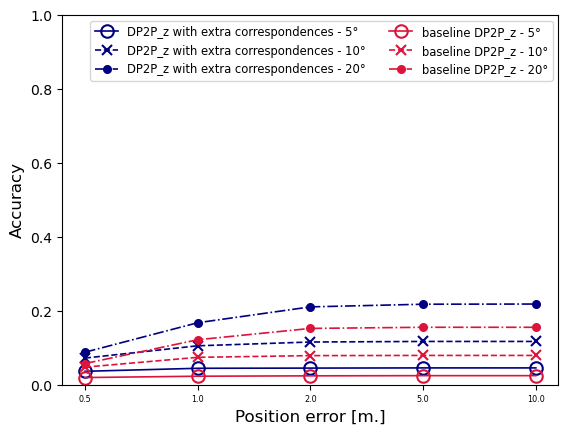 DP2P_z with extra correspondences - 5°
DP2P_z with extra correspondences - 10°
DP2P_z with extra correspondences - 20°
baseline DP2P_z - 5°
baseline DP2P_z - 10°
baseline DP2P_z - 20°
1.0
0.8
0.6
0.4
0.2
0.0
Accuracy
0.5 1.0 2.0 5.0 10.0
Position error [m.]